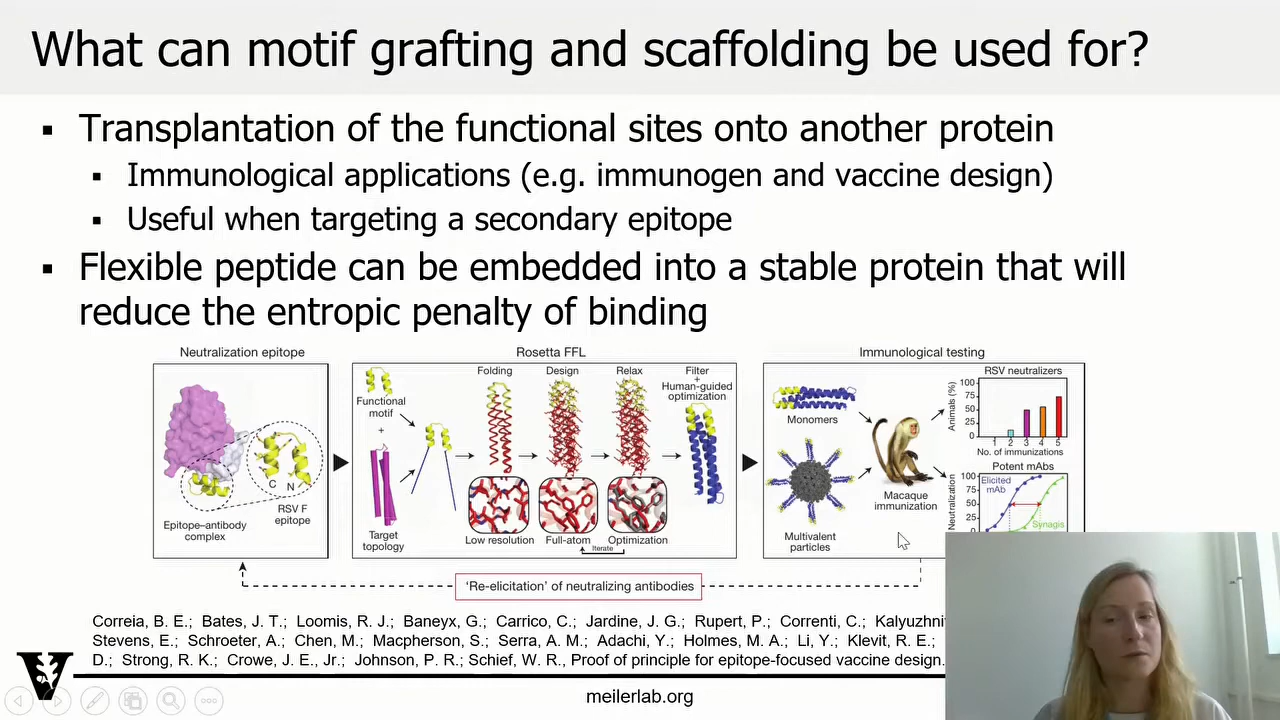 What can motif grafting and scaffolding be used for?
▪ Transplantation of the functional sites onto another protein
▪ Immunological applications (e.g. immunogen and vaccine design)
▪ Useful when targeting a secondary epitope
▪ Flexible peptide can be embedded into a stable protein that will
reduce the entropic penalty of binding
Neutralization epitope
C
N
RSV F
epitope
Epitope–antibody
complex
Rosetta FFL
Functional
motif
+
Target
topology
Folding
Design
Relax
Filter
+
Human-guided
optimization
Low resolution
Full-atom
Optimization
Iterate
Immunological testing
Monomers
Multivalent
particles
Macaque
immunization
RSV neutralizers
Animals (%)
100
75
50
25
0
1 2 3 4 5
No. of immunizations
Potent mAbs
Neutralization
100
75
50
25
0
Elicited
mAb
Synagis
‘Re-elicitation’ of neutralizing antibodies
Correia, B. E.; Bates, J. T.; Loomis, R. J.; Baneyx, G.; Carrico, C.; Jardine, J. G.; Rupert, P.; Correnti, C.;
Stevens, E.; Schroeter, A.; Chen, M.; Macpherson, S.; Serra, A. M.; Adachi, Y.; Holmes, M. A.; Li, Y.; Klevit, R. E.;
D.; Strong, R. K.; Crowe, J. E., Jr.; Johnson, P. R.; Schief, W. R., Proof of principle for epitope-focused vaccine design.
V
meilerlab.org